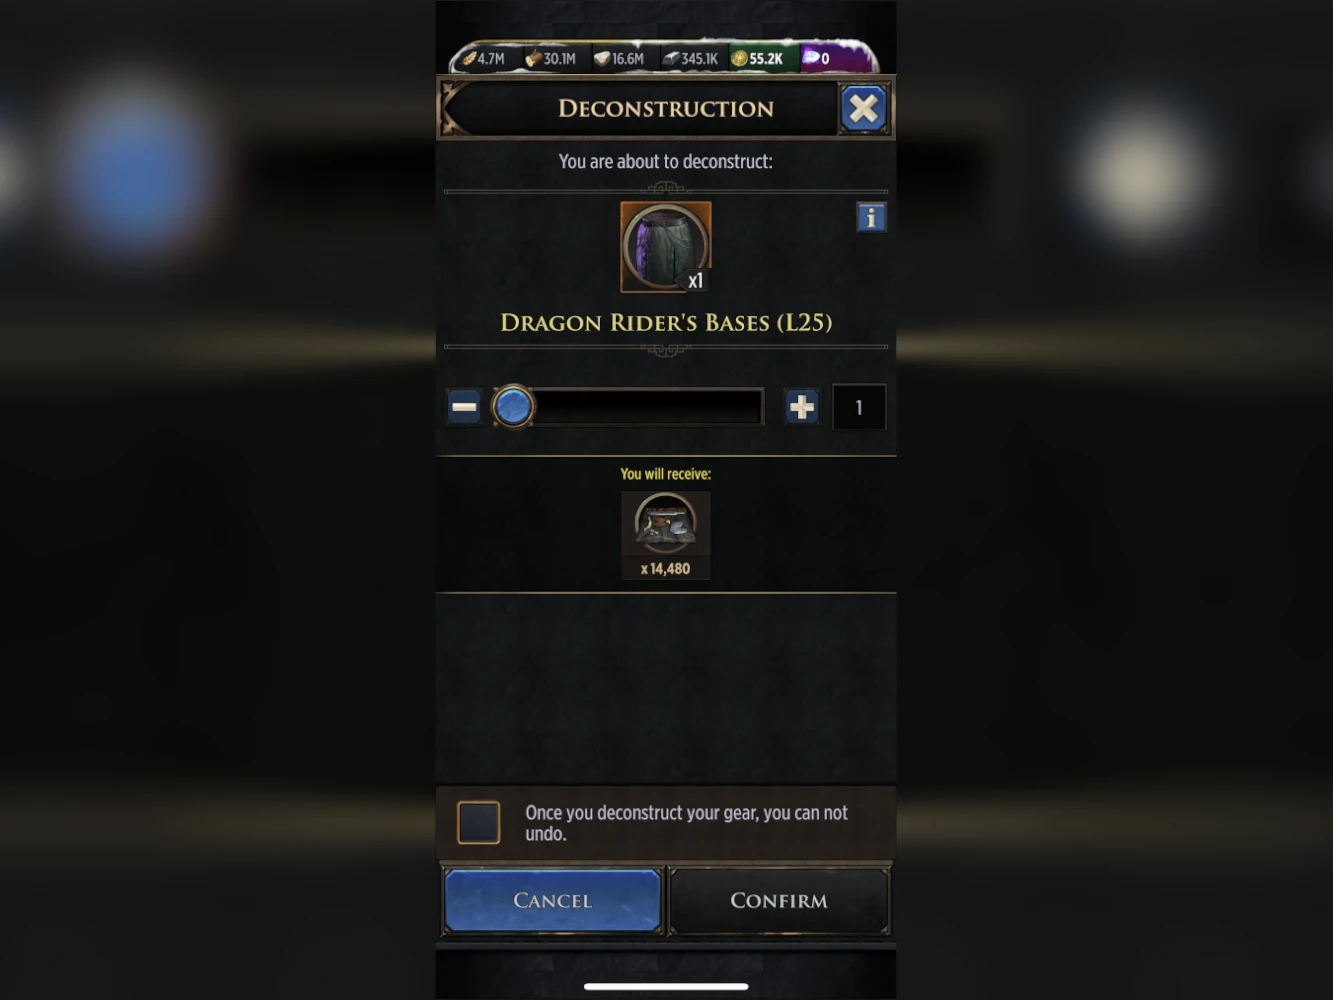 4.7M 30.1M 16.6M 345.1K 55.2K 0
DECONSTRUCTION
You are about to deconstruct:
i
x1
DRAGON RIDER'S BASES (L25)
1
You will receive:
x 14,480
Once you deconstruct your gear, you can not
undo.
CANCEL CONFIRM